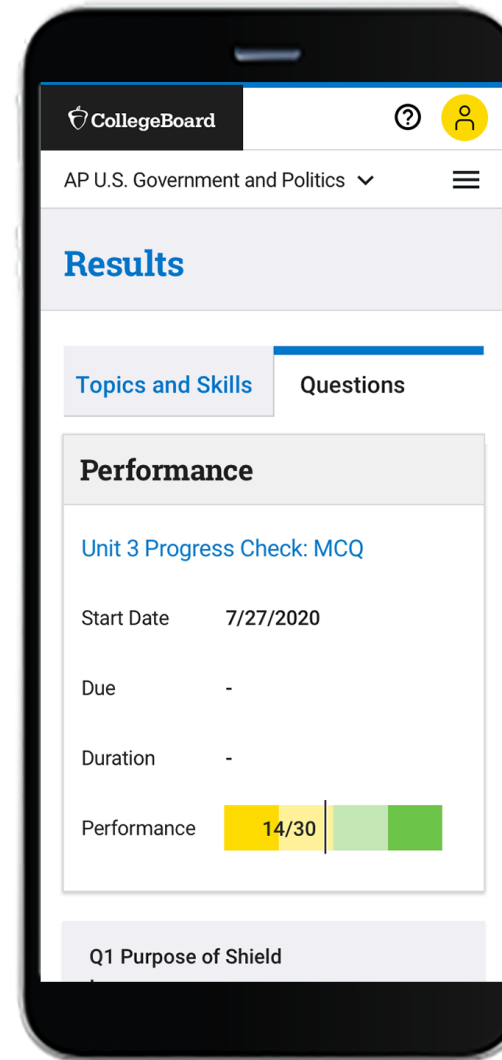 CollegeBoard
AP U.S. Government and Politics
Results
Topics and Skills
Questions
Performance
Unit 3 Progress Check: MCQ
Start Date 7/27/2020
Due -
Duration -
Performance 14/30
Q1 Purpose of Shield